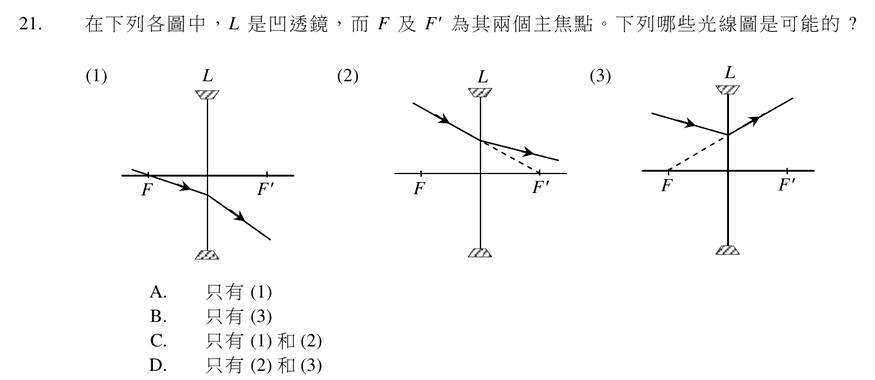 21. 在下列各圖中，L 是凹透鏡，而 F 及 F' 為其兩個主焦點。下列哪些光線圖是可能的？
(1) L (2) L (3) L
F F' F F' F F'
A. 只有 (1)
B. 只有 (3)
C. 只有 (1) 和 (2)
D. 只有 (2) 和 (3)